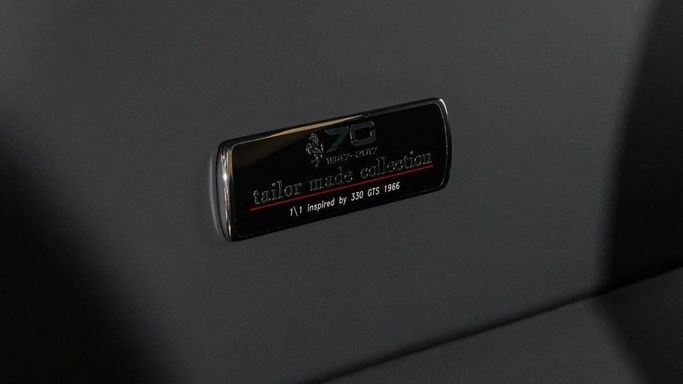 70
1947-2017
tailor made collection
1\1 inspired by 330 GTS 1966